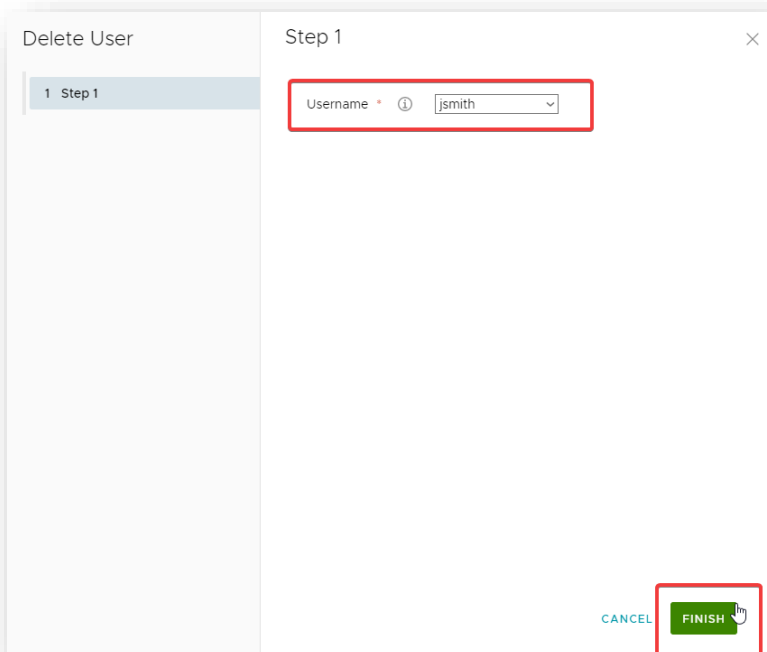 Delete User
1 Step 1
Step 1
Username * jsmith
CANCEL FINISH